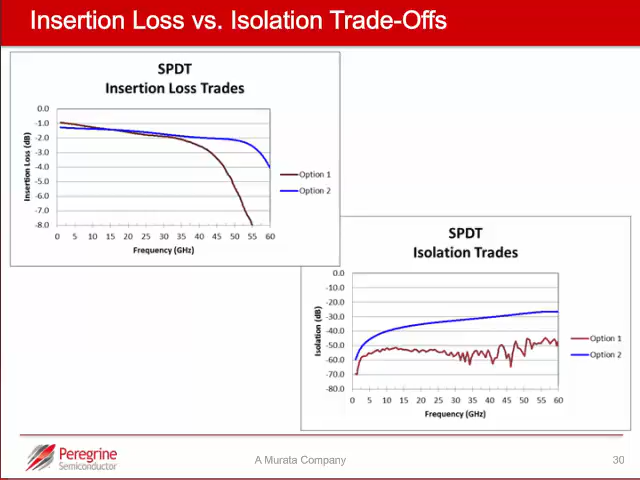 Insertion Loss vs. Isolation Trade-Offs
SPDT
Insertion Loss Trades
0.0
-1.0
-2.0
-3.0
-4.0
-5.0
-6.0
-7.0
-8.0
Insertion Loss (dB)
0 5 10 15 20 25 30 35 40 45 50 55 60
Frequency (GHz)
Option 1
Option 2
SPDT
Isolation Trades
0.0
-10.0
-20.0
-30.0
-40.0
-50.0
-60.0
-70.0
-80.0
Isolation (dB)
0 5 10 15 20 25 30 35 40 45 50 55 60
Frequency (GHz)
Option 1
Option 2
Peregrine
Semiconductor
A Murata Company
30